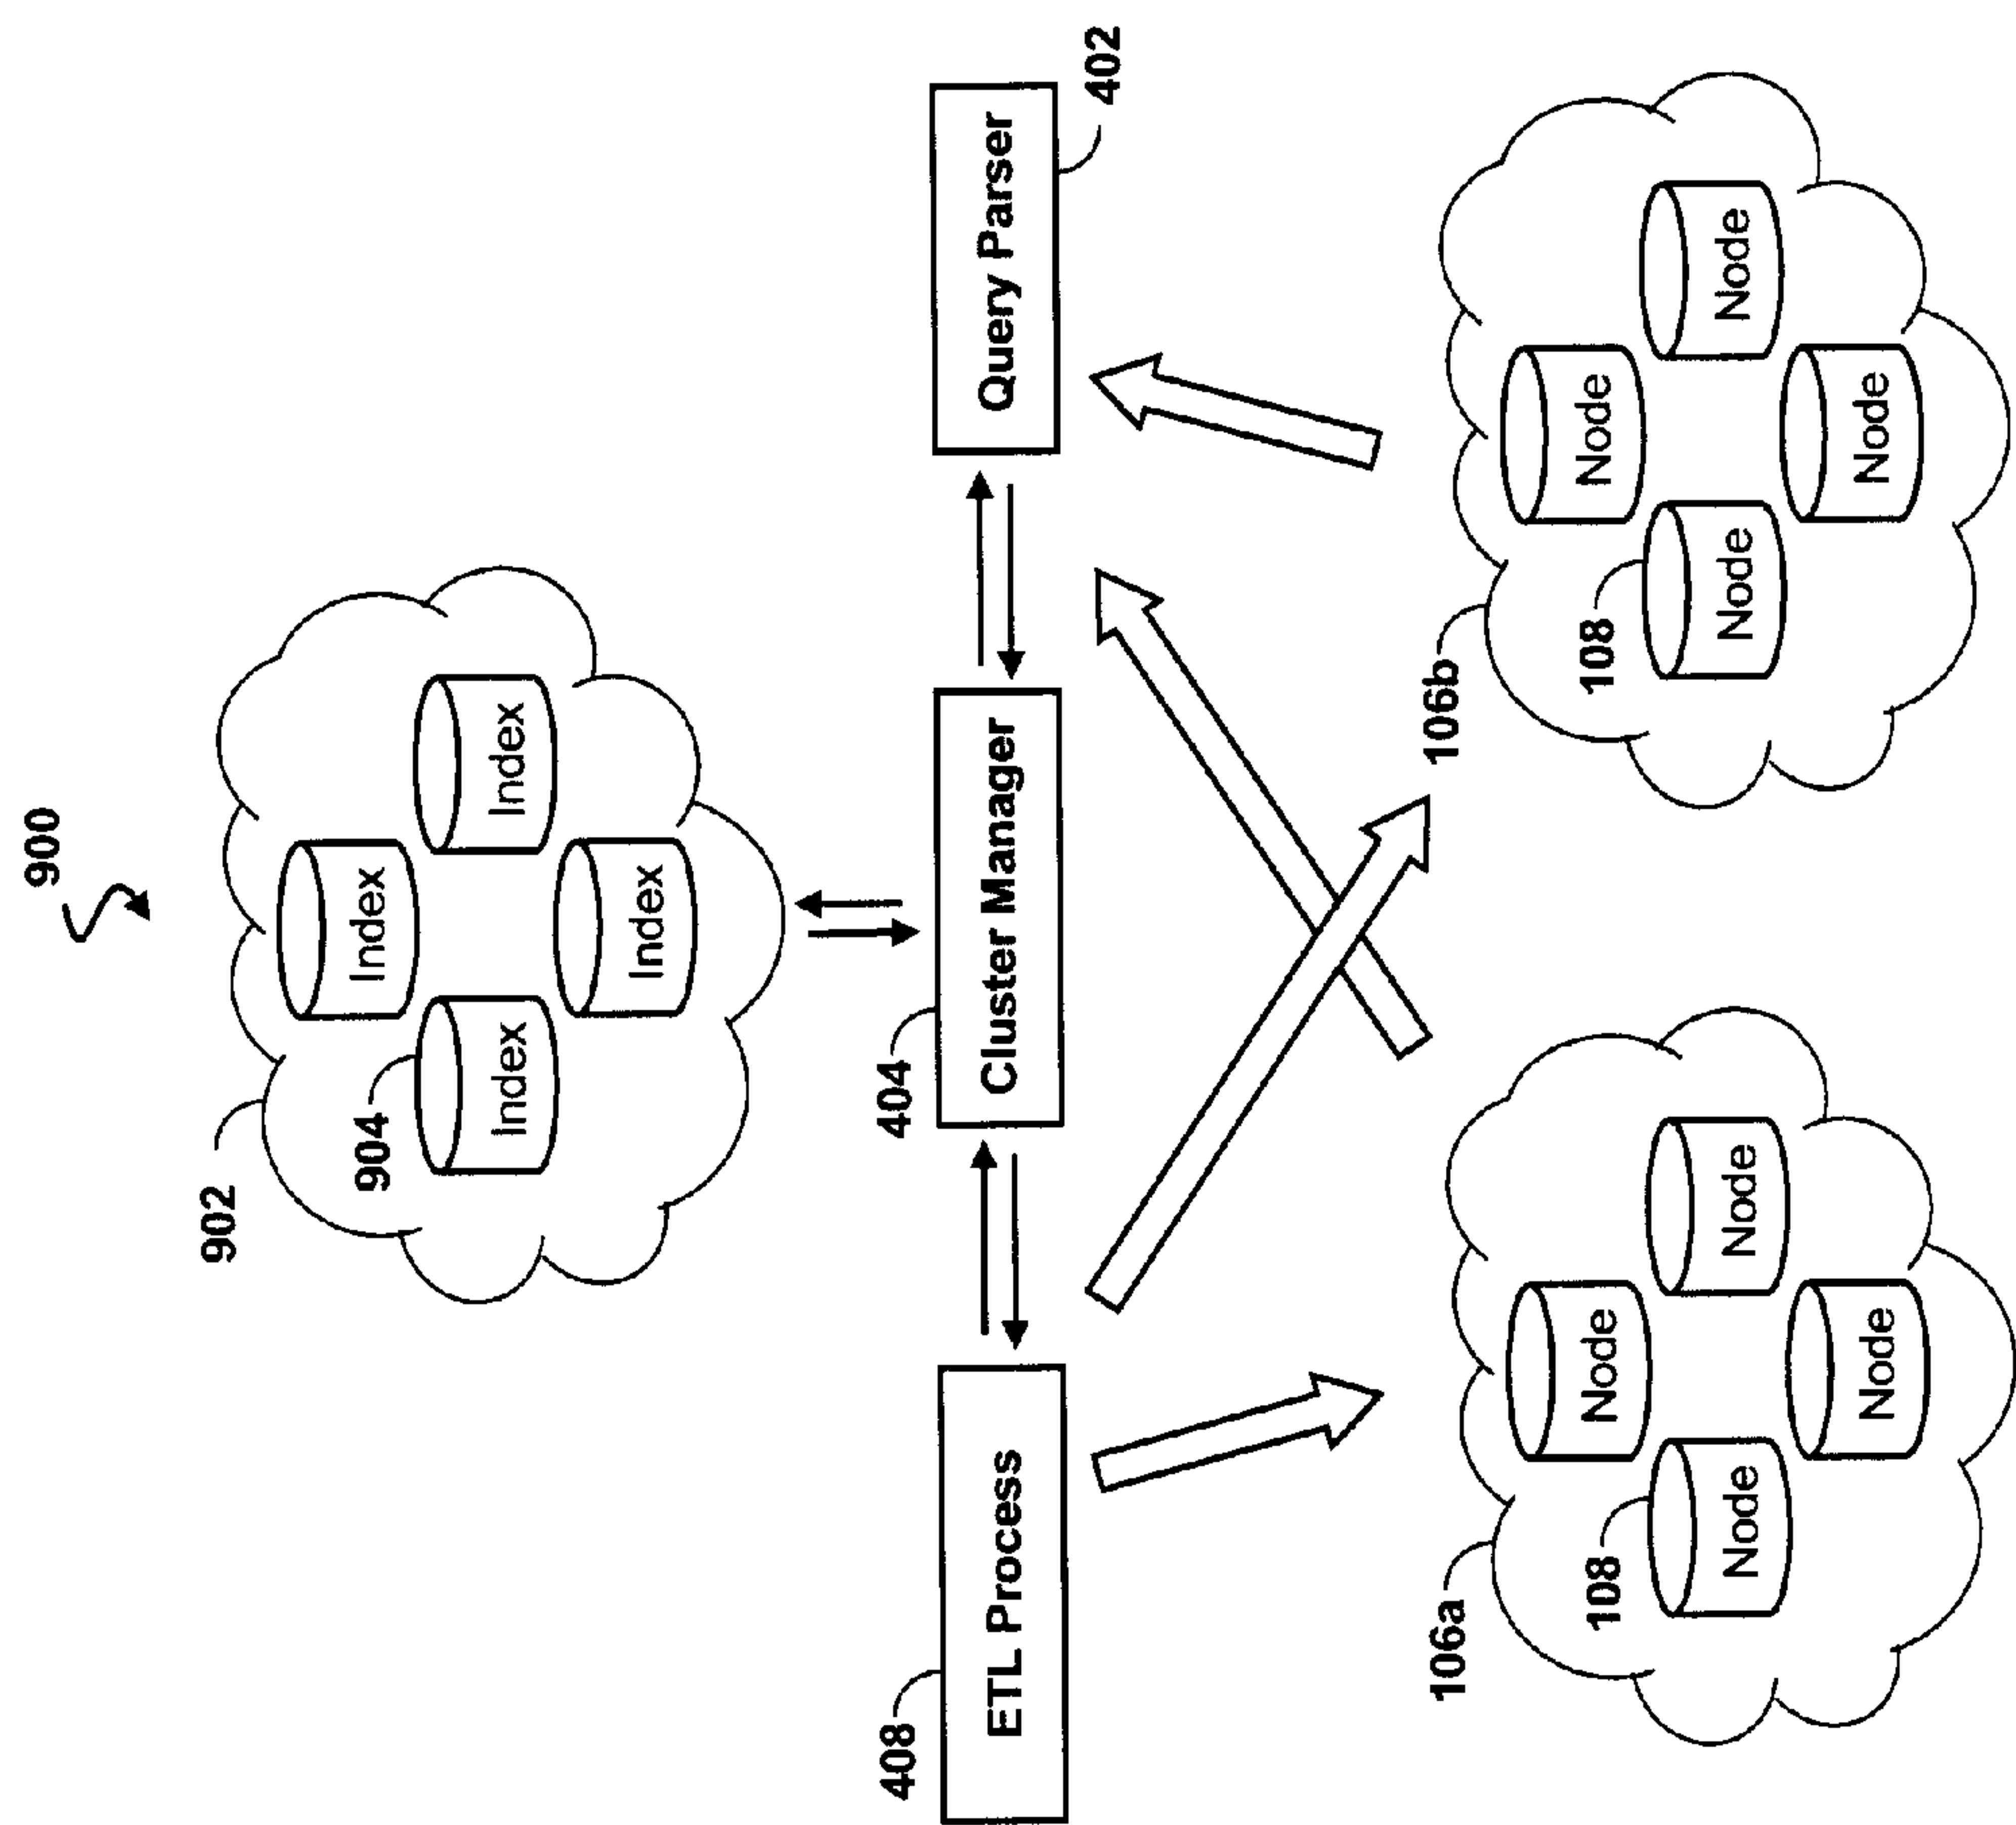 900
902
904
Index
Index
Index
Index
408
404
402
ETL Process
Cluster Manager
Query Parser
106a
108
Node
Node
Node
Node
106b
108
Node
Node
Node
Node